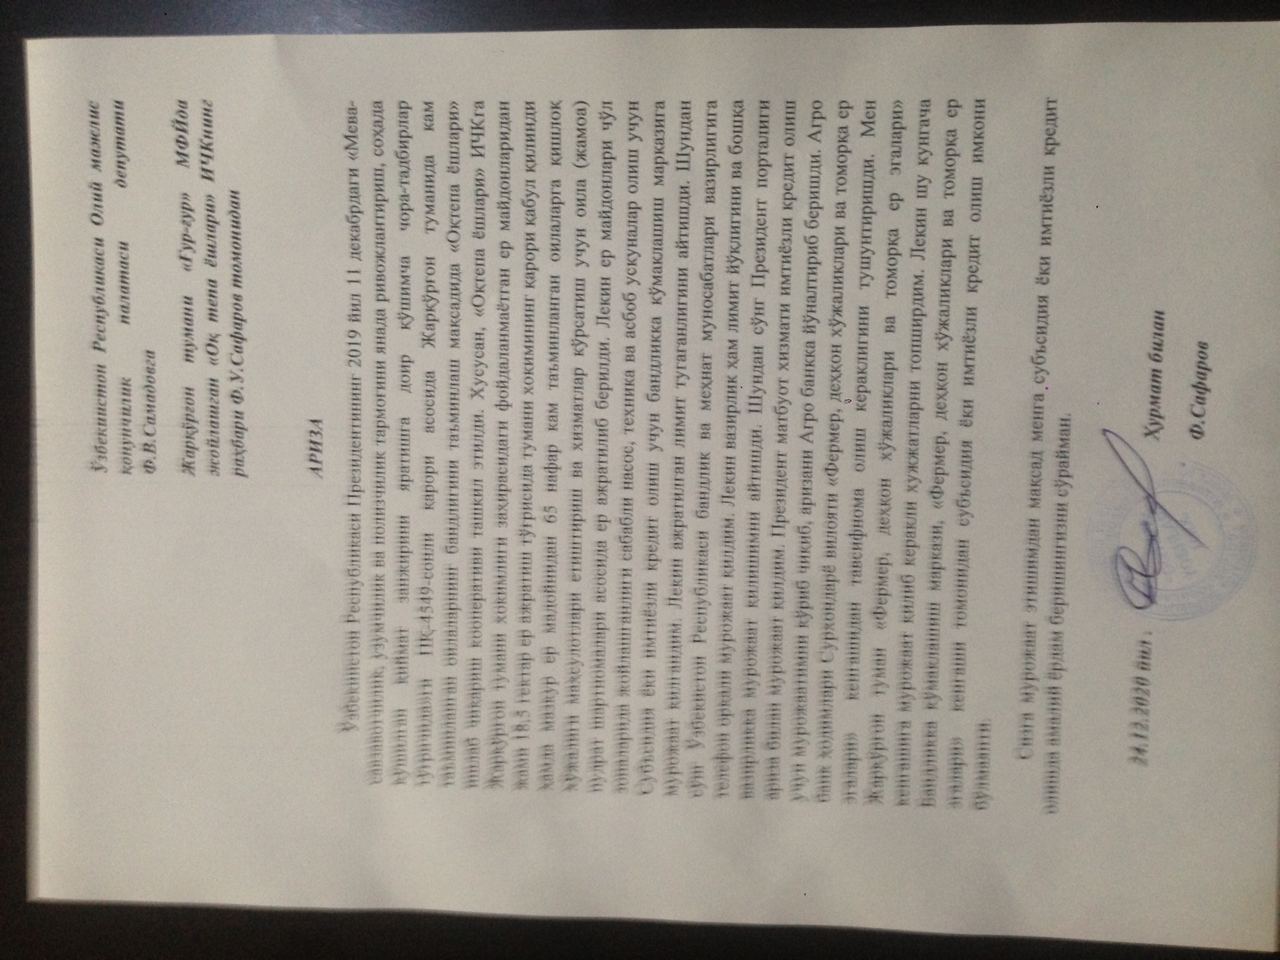 Ўзбекистон Республикаси Олий мажлис
қонунчилик палатаси депутати
Ф.В.Самадовга
Жарқўрғон тумани «Ғур-ғур» МФЙда
жойлашган «Оқ тепа ёшлари» ИЧКнинг
раҳбари Ф.У.Сафаров томонидан
АРИЗА
Ўзбекистон Республикаси Президентининг 2019 йил 11 декабрдаги «Мева-
сабзавотчилик, узумчилик ва полизчилик тармоғини янада ривожлантириш, соҳада
қўшилган қиймат занжирини яратишга доир қўшимча чора-тадбирлар
тўғрисида»ги ПҚ-4549-сонли қарори асосида Жарқўрғон туманида кам
таъминланган оилаларнинг бандлигини таъминлаш мақсадида «Оқтепа ёшлари»
ишлаб чиқариш кооперативи ташкил этилди. Хусусан, «Октепа ёшлари» ИЧКга
Жарқўрғон тумани ҳокимлиги захирасидаги фойдаланмаётган ер майдонларидан
жами 18,5 гектар ер ажратиш тўғрисида тумани ҳокимининг қарори қабул қилинди
ҳамда мазкур ер майдонидан 65 нафар кам таъминланган оилаларга қишлоқ
хўжалиги маҳсулотлари етиштириш ва хизматлар кўрсатиш учун оила (жамоа)
пудрат шартномалари асосида ер ажратилиб берилди. Лекин ер майдонлари чўл
зоналарида жойлашганлиги сабабли насос, техника ва асбоб ускуналар олиш учун
Субъсидия ёки имтиёзли кредит олиш учун бандликка кўмаклашиш марказига
мурожаат қилгандим. Лекин ажратилган лимит тугаганлигини айтишди. Шундан
сўнг Ўзбекистон Республикаси бандлик ва меҳнат муносабатлари вазирлигига
телефон орқали мурожаат қилдим. Лекин вазирлик ҳам лимит йўқлигини ва бошқа
вазирликка мурожаат қилишимни айтишди. Шундан сўнг Президент порталига
ариза билан мурожаат қилдим. Президент матбуот хизмати имтиёзли кредит олиш
учун мурожаатимни кўриб чиқиб, аризани Агро банкка йўналтириб беришди. Агро
банк ҳодимлари Сурхондарё вилояти «Фермер, деҳқон хўжаликлари ва томорқа ер
эгалари» кенгашидан тавсифнома олиш кераклигини тушунтиришди. Мен
Жарқўрғон туман «Фермер, деҳқон хўжаликлари ва томорқа ер эгалари»
кенгашига мурожаат қилиб керакли хужжатларни топширдим. Лекин шу кунгача
Бандликка кўмаклашиш маркази, «Фермер, деҳқон хўжаликлари ва томорқа ер
эгалари» кенгаши томонидан субъсидия ёки имтиёзли кредит олиш имкони
бўлмаяпти.
Сизга мурожаат этишимдан мақсад менга субъсидия ёки имтиёзли кредит
олишда амалий ёрдам беришингизни сўрайман.
24.12.2020 йил.
Ҳурмат билан
Ф.Сафаров